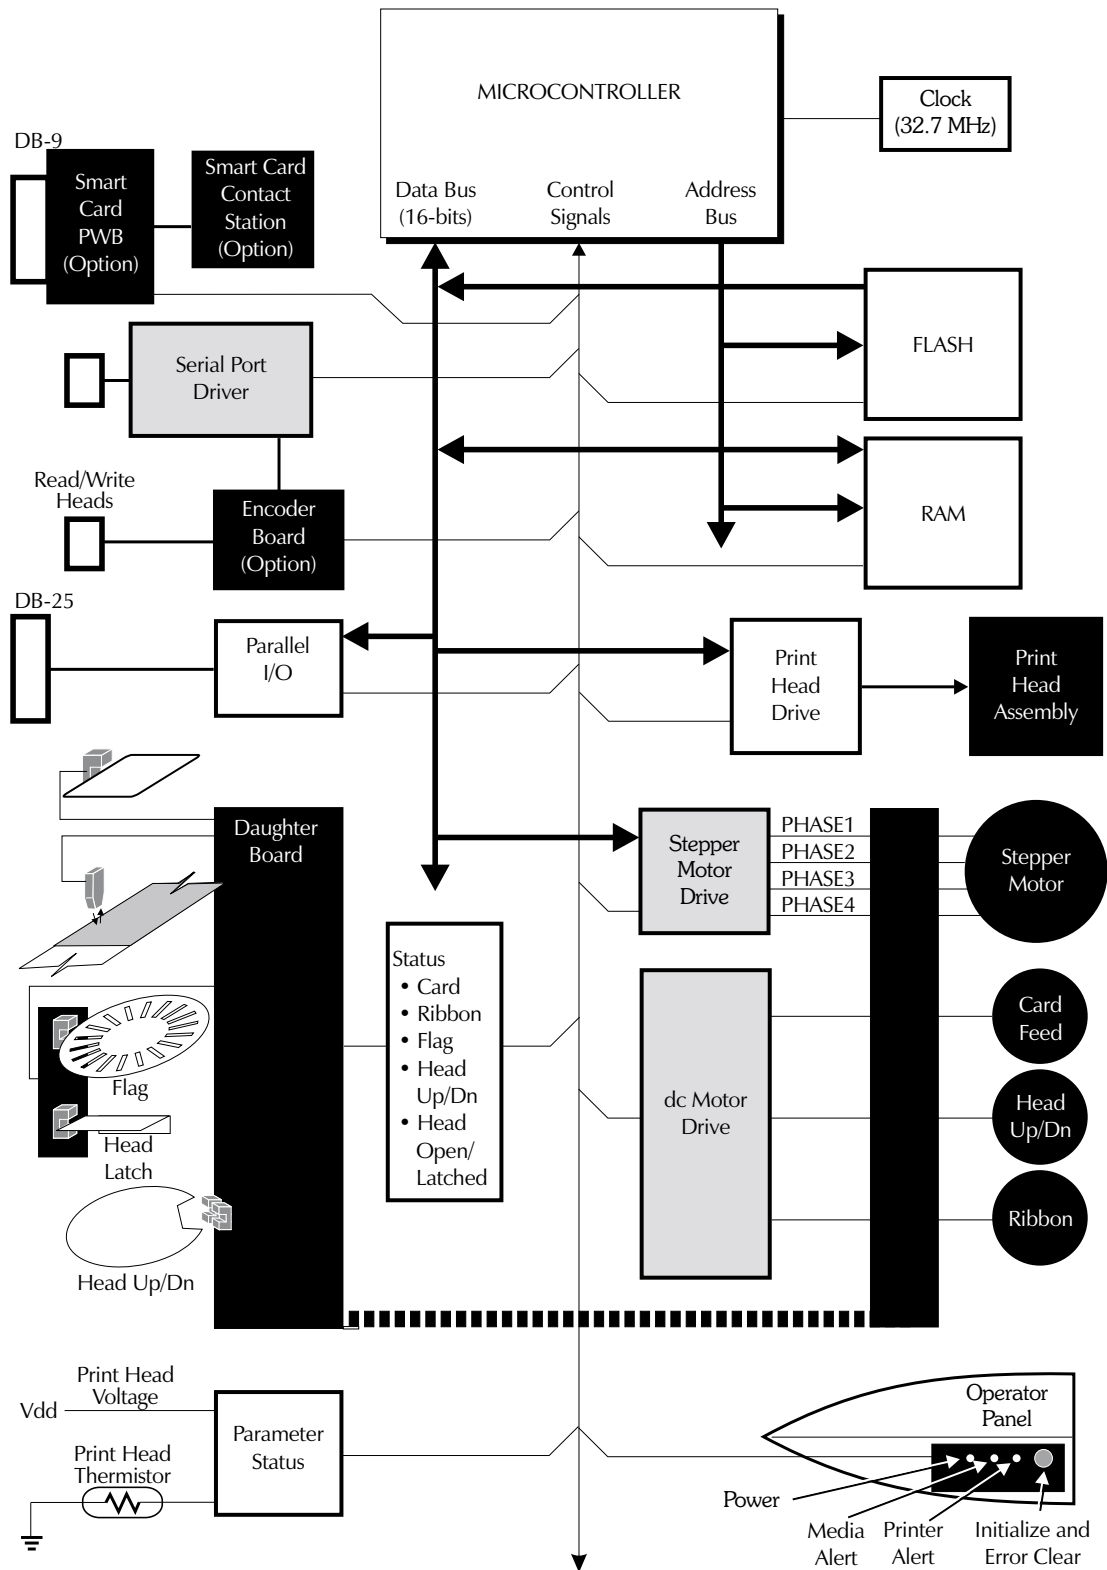 MICROCONTROLLER
Data Bus
(16-bits)
Control
Signals
Address
Bus
Clock
(32.7 MHz)
DB-9
Smart
Card
PWB
(Option)
Smart Card
Contact
Station
(Option)
FLASH
Serial Port
Driver
RAM
Read/Write
Heads
Encoder
Board
(Option)
DB-25
Parallel
I/O
Print
Head
Drive
Print
Head
Assembly
Daughter
Board
Stepper
Motor
Drive
PHASE1
PHASE2
PHASE3
PHASE4
Stepper
Motor
Status
• Card
• Ribbon
• Flag
• Head
Up/Dn
• Head
Open/
Latched
Flag
Head
Latch
Head Up/Dn
dc Motor
Drive
Card
Feed
Head
Up/Dn
Ribbon
Print Head
Voltage
Vdd
Print Head
Thermistor
Parameter
Status
Operator
Panel
Power
Media
Alert
Printer
Alert
Initialize and
Error Clear